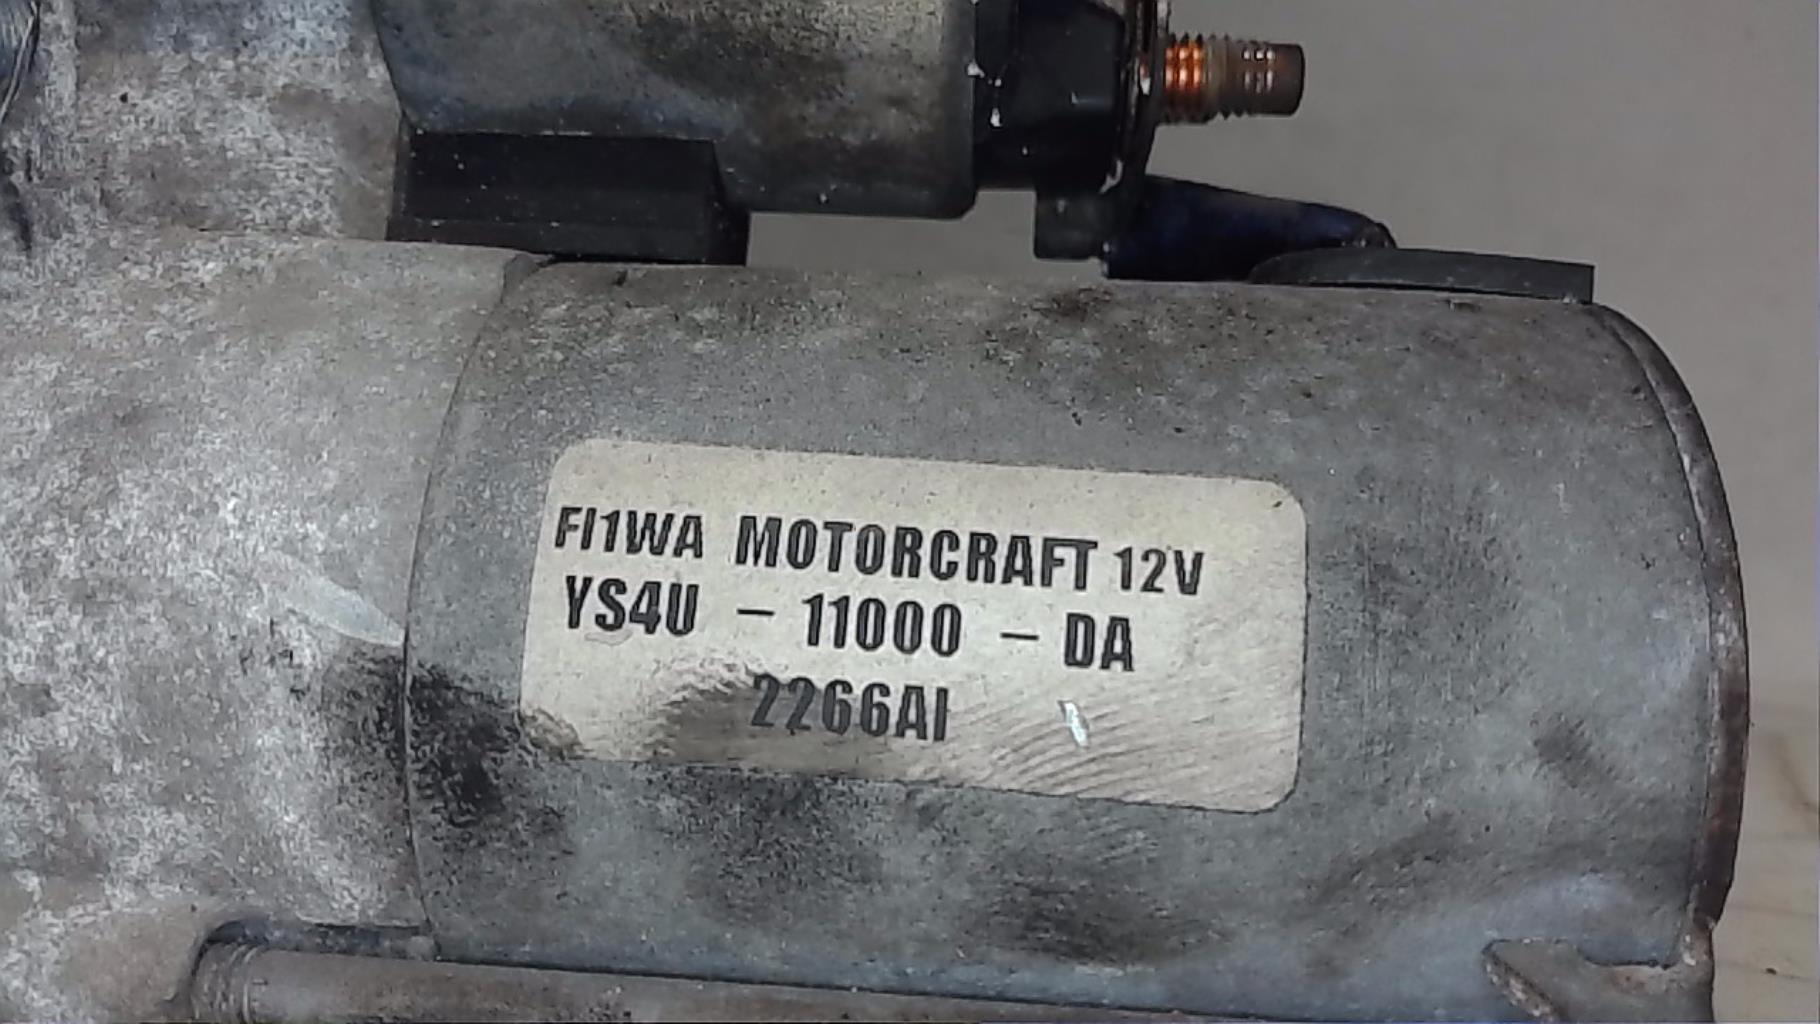 FI1WA MOTORCRAFT 12V
YS4U - 11000 - DA
2266AI